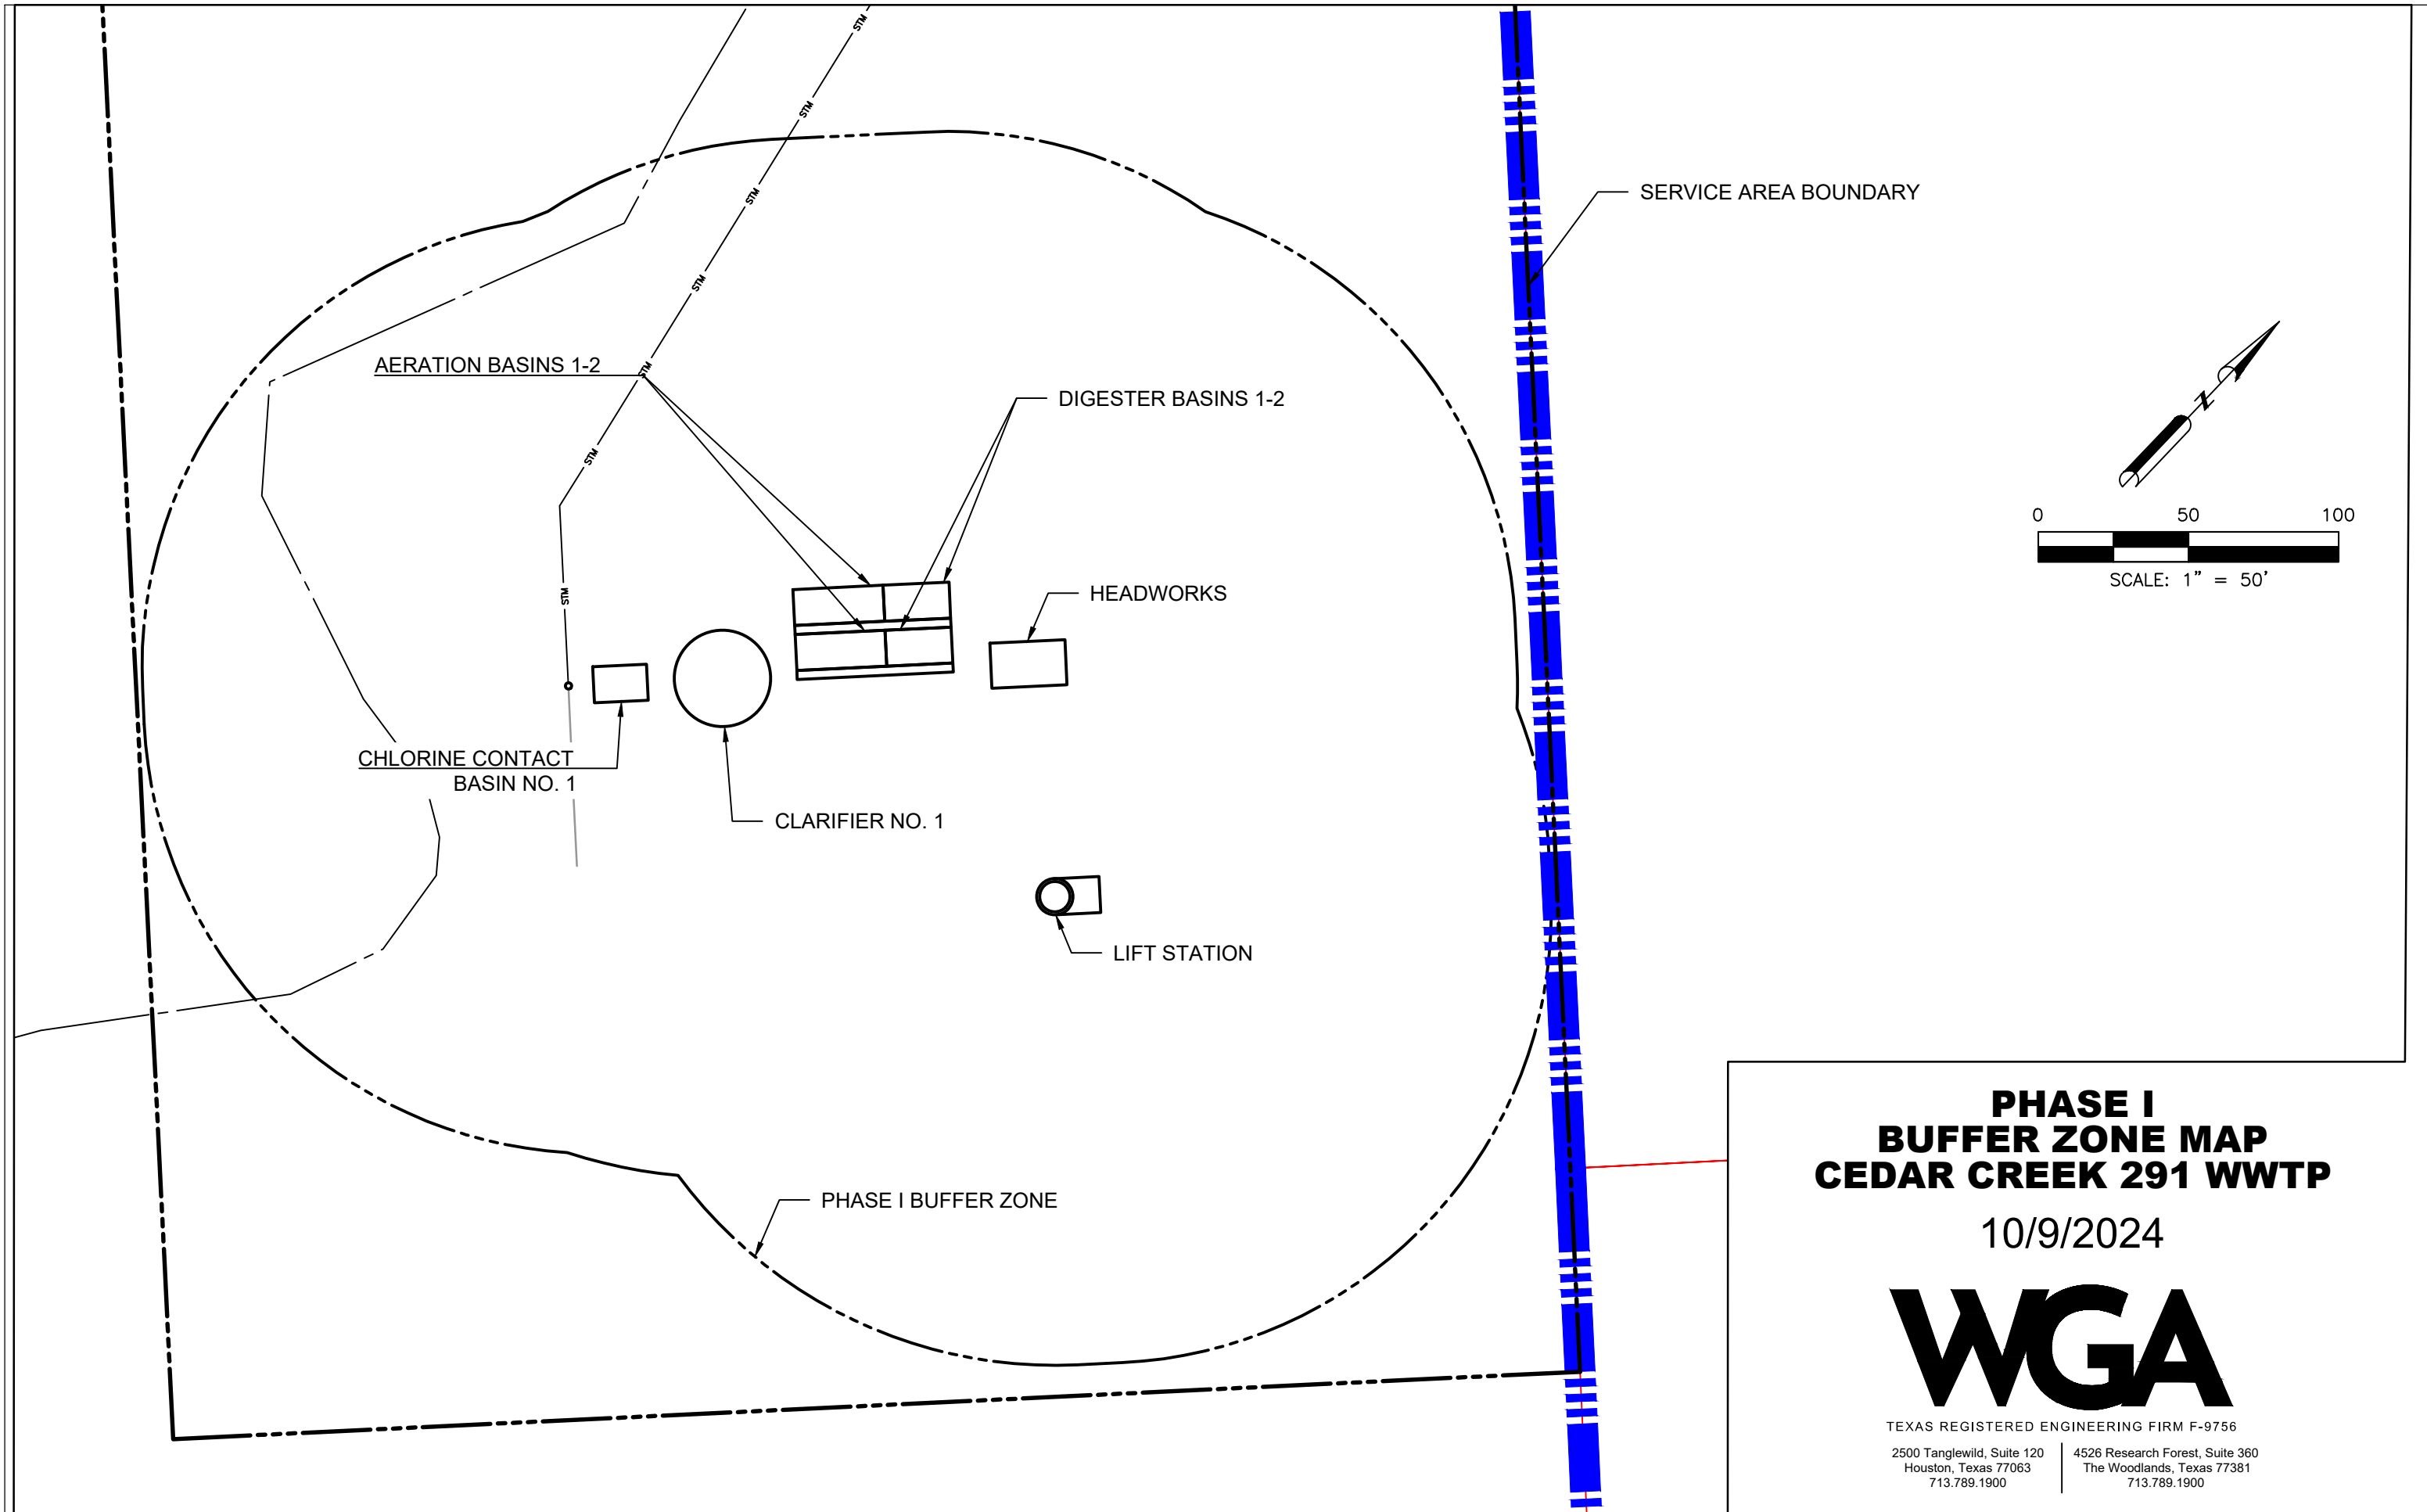 STM
STM
STM
STM
STM
STM
STM
SERVICE AREA BOUNDARY
AERATION BASINS 1-2
DIGESTER BASINS 1-2
HEADWORKS
CHLORINE CONTACT
BASIN NO. 1
CLARIFIER NO. 1
LIFT STATION
PHASE I BUFFER ZONE
N
0 50 100
SCALE: 1" = 50'
PHASE I
BUFFER ZONE MAP
CEDAR CREEK 291 WWTP
10/9/2024
WGA
TEXAS REGISTERED ENGINEERING FIRM F-9756
2500 Tanglewild, Suite 120
Houston, Texas 77063
713.789.1900
4526 Research Forest, Suite 360
The Woodlands, Texas 77381
713.789.1900